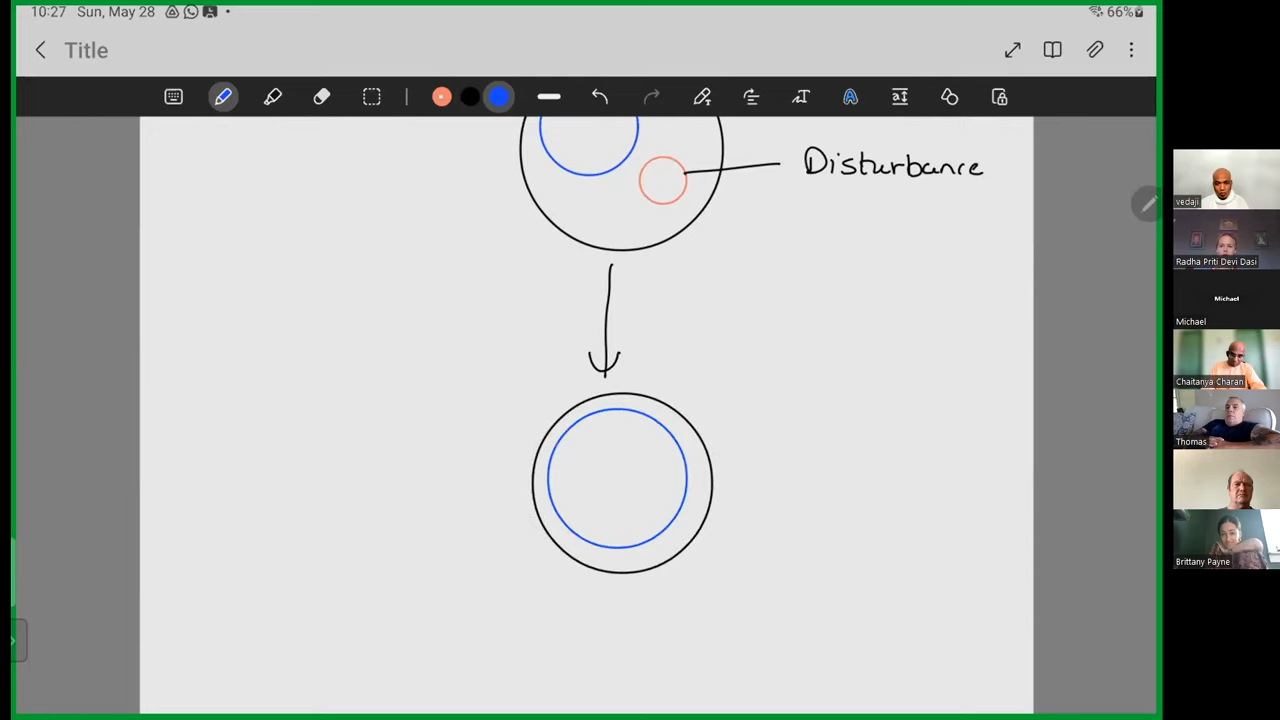 10:27 Sun, May 28
66%
Title
Disturbance
vedaji
Radha Priti Devi Dasi
Michael
Michael
Chaitanya Charan
Thomas
Brittany Payne